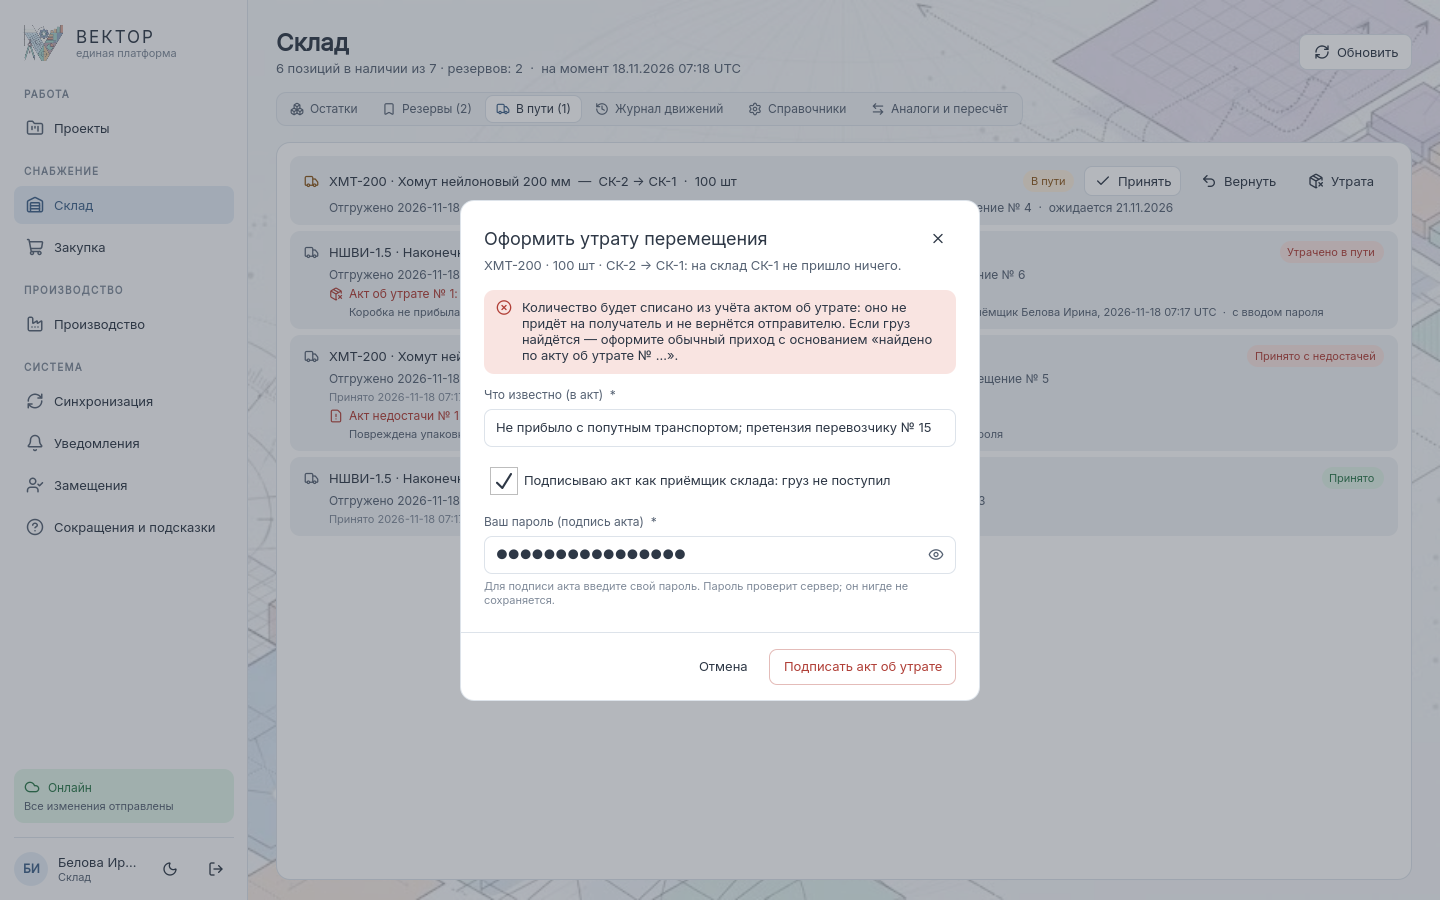 ВЕКТОР
единая платформа
РАБОТА
Проекты
СНАБЖЕНИЕ
Склад
Закупка
ПРОИЗВОДСТВО
Производство
СИСТЕМА
Синхронизация
Уведомления
Замещения
Сокращения и подсказки
Онлайн
Все изменения отправлены
БИ
Белова Ир...
Склад
Склад
6 позиций в наличии из 7 · резервов: 2 · на момент 18.11.2026 07:18 UTC
Обновить
Остатки
Резервы (2)
В пути (1)
Журнал движений
Справочники
Аналоги и пересчёт
ХМТ-200 · Хомут нейлоновый 200 мм — СК-2 → СК-1 · 100 шт
В пути
Принять
Вернуть
Утрата
Отгружено 2026-11-18
ение № 4 · ожидается 21.11.2026
НШВИ-1.5 · Наконечн
Утрачено в пути
Отгружено 2026-11-18
ние № 6
Акт об утрате № 1:
Коробка не прибыла
ёмщик Белова Ирина, 2026-11-18 07:17 UTC · с вводом пароля
ХМТ-200 · Хомут ней
Принято с недостачей
Отгружено 2026-11-18
ещение № 5
Принято 2026-11-18 07:1
Акт недостачи № 1
Повреждена упаков
роля
НШВИ-1.5 · Наконечн
Принято
Отгружено 2026-11-18
3
Принято 2026-11-18 07:1
Оформить утрату перемещения
ХМТ-200 · 100 шт · СК-2 → СК-1: на склад СК-1 не пришло ничего.
Количество будет списано из учёта актом об утрате: оно не
придёт на получатель и не вернётся отправителю. Если груз
найдётся — оформите обычный приход с основанием «найдено
по акту об утрате № …».
Что известно (в акт) *
Не прибыло с попутным транспортом; претензия перевозчику № 15
Подписываю акт как приёмщик склада: груз не поступил
Ваш пароль (подпись акта) *
●●●●●●●●●●●●●●●●
Для подписи акта введите свой пароль. Пароль проверит сервер; он нигде не
сохраняется.
Отмена
Подписать акт об утрате